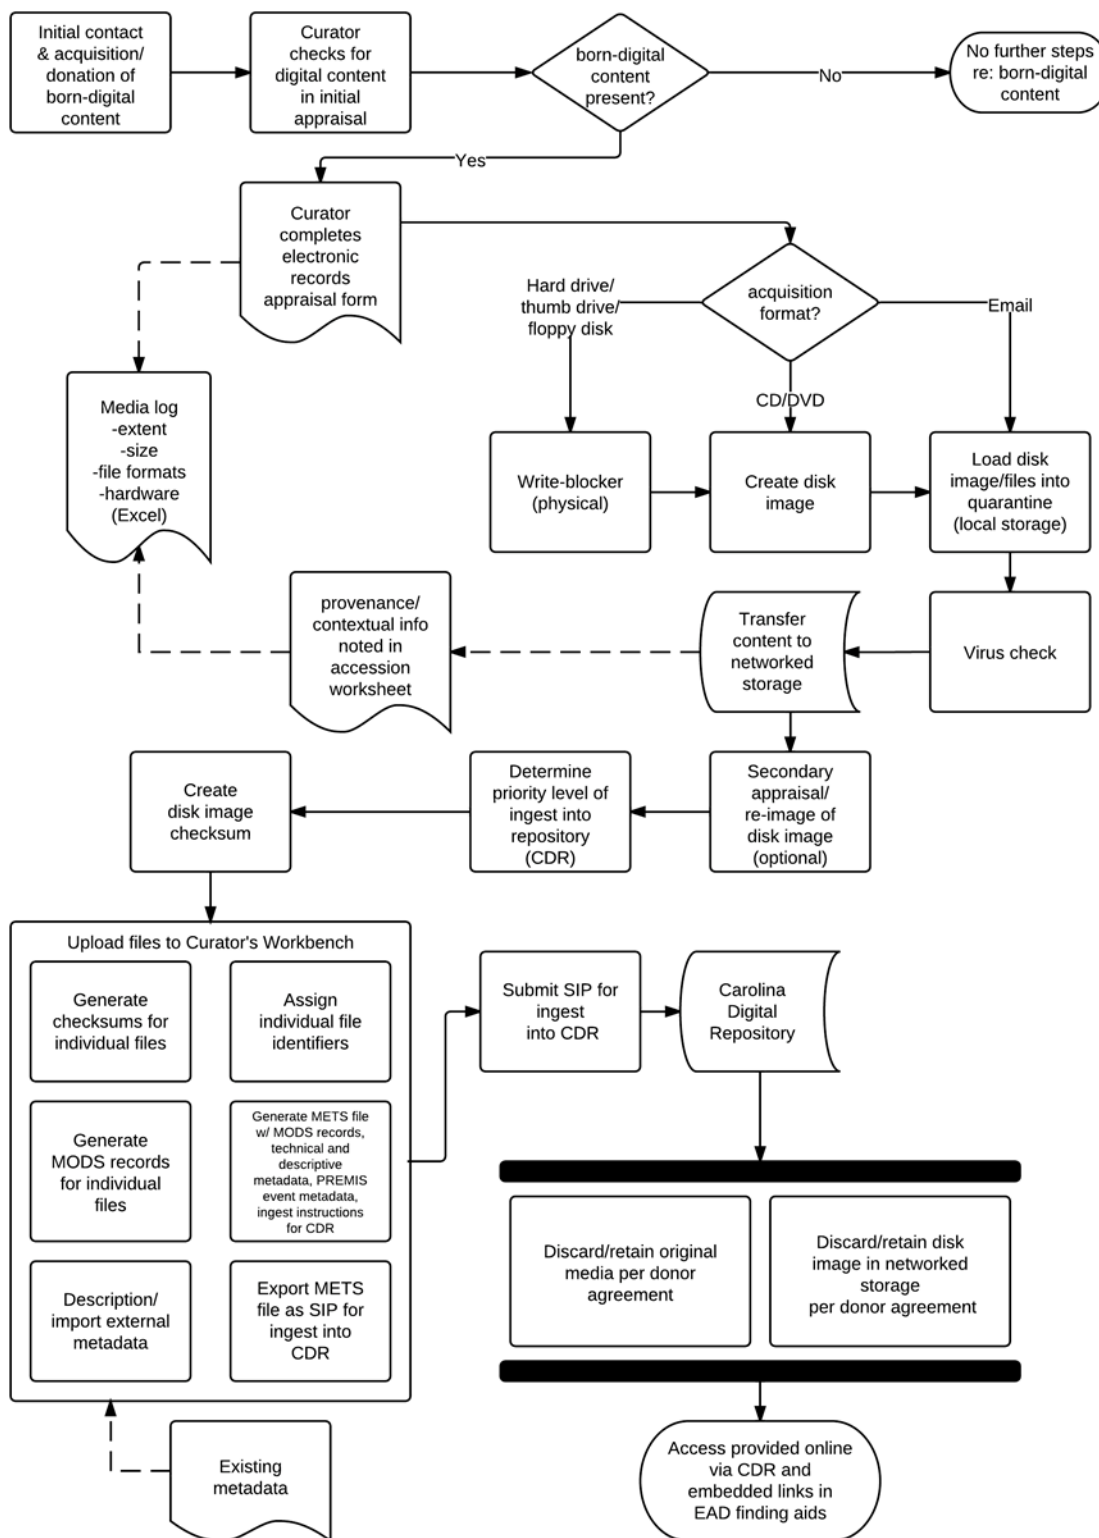 Initial contact
& acquisition/
donation of
born-digital
content
Curator
checks for
digital content
in initial
appraisal
born-digital
content
present?
No
No further steps
re: born-digital
content
Yes
Curator
completes
electronic
records
appraisal form
acquisition
format?
Hard drive/
thumb drive/
floppy disk
CD/DVD
Email
Media log
-extent
-size
-file formats
-hardware
(Excel)
Write-blocker
(physical)
Create disk
image
Load disk
image/files into
quarantine
(local storage)
provenance/
contextual info
noted in
accession
worksheet
Transfer
content to
networked
storage
Virus check
Create
disk image
checksum
Determine
priority level of
ingest into
repository
(CDR)
Secondary
appraisal/
re-image of
disk image
(optional)
Upload files to Curator's Workbench
Generate
checksums for
individual files
Assign
individual file
identifiers
Generate
MODS records
for individual
files
Generate METS file
w/ MODS records,
technical and
descriptive
metadata, PREMIS
event metadata,
ingest instructions
for CDR
Description/
import external
metadata
Export METS
file as SIP for
ingest into
CDR
Existing
metadata
Submit SIP for
ingest
into CDR
Carolina
Digital
Repository
Discard/retain original
media per donor
agreement
Discard/retain disk
image in networked
storage
per donor agreement
Access provided online
via CDR and
embedded links in
EAD finding aids